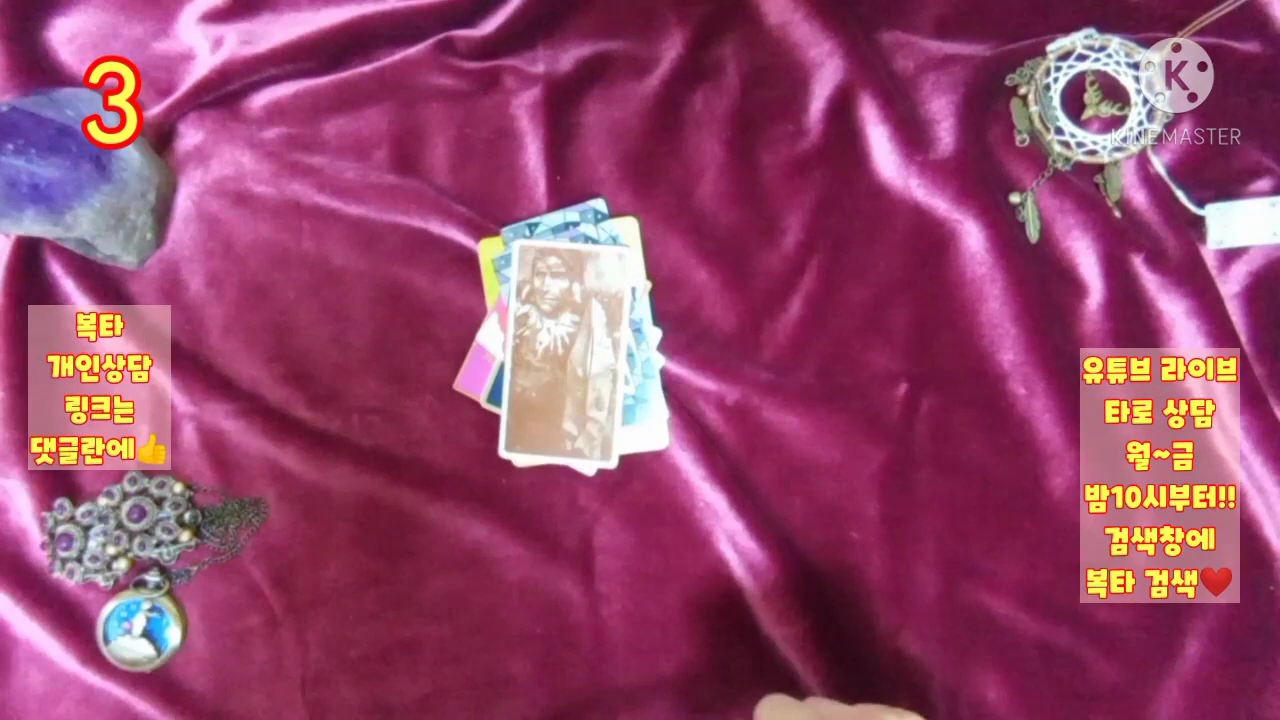 3
복타
개인상담
링크는
댓글란에👍
유튜브 라이브
타로 상담
월~금
밤10시부터!!
검색창에
복타 검색❤️
K
KINEMASTER